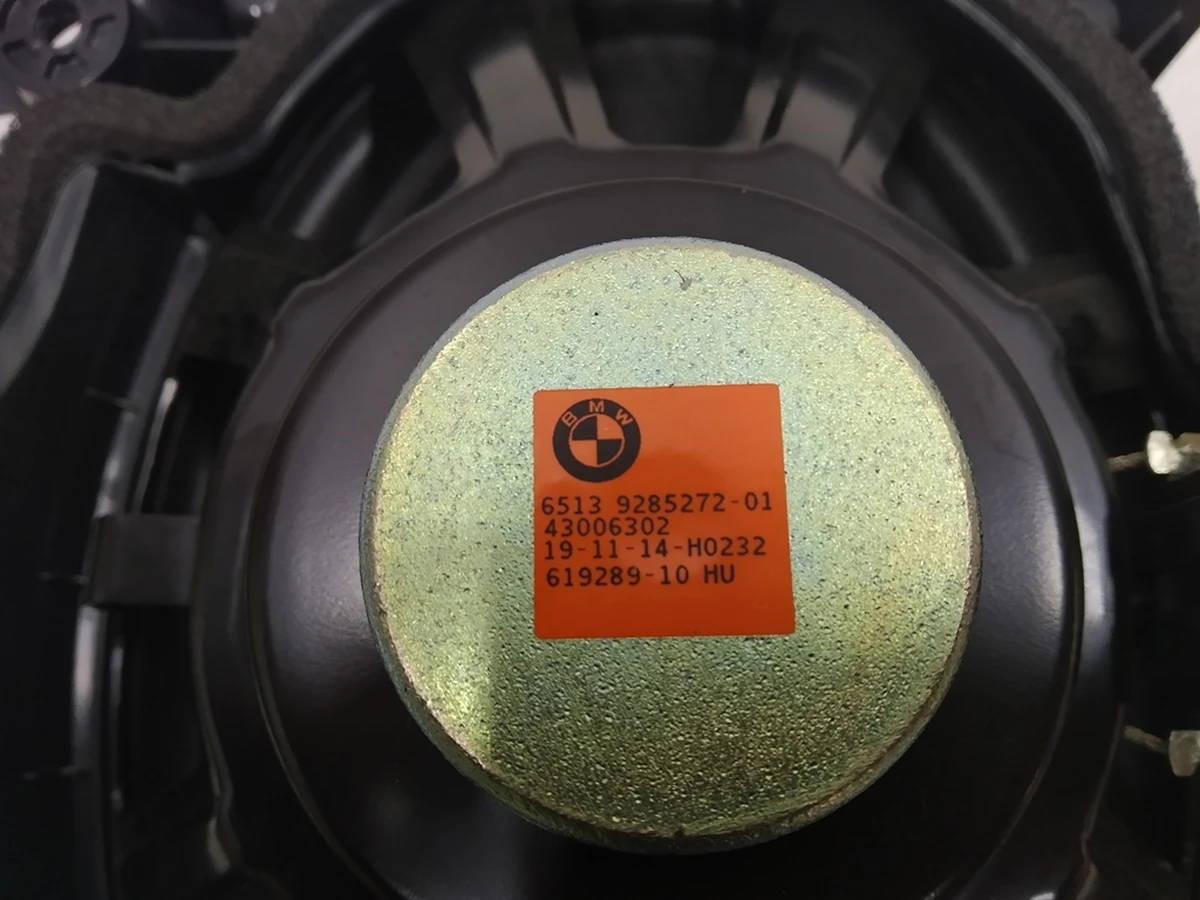 BMW
6513 9285272-01
43006302
19-11-14-H0232
619289-10 HU